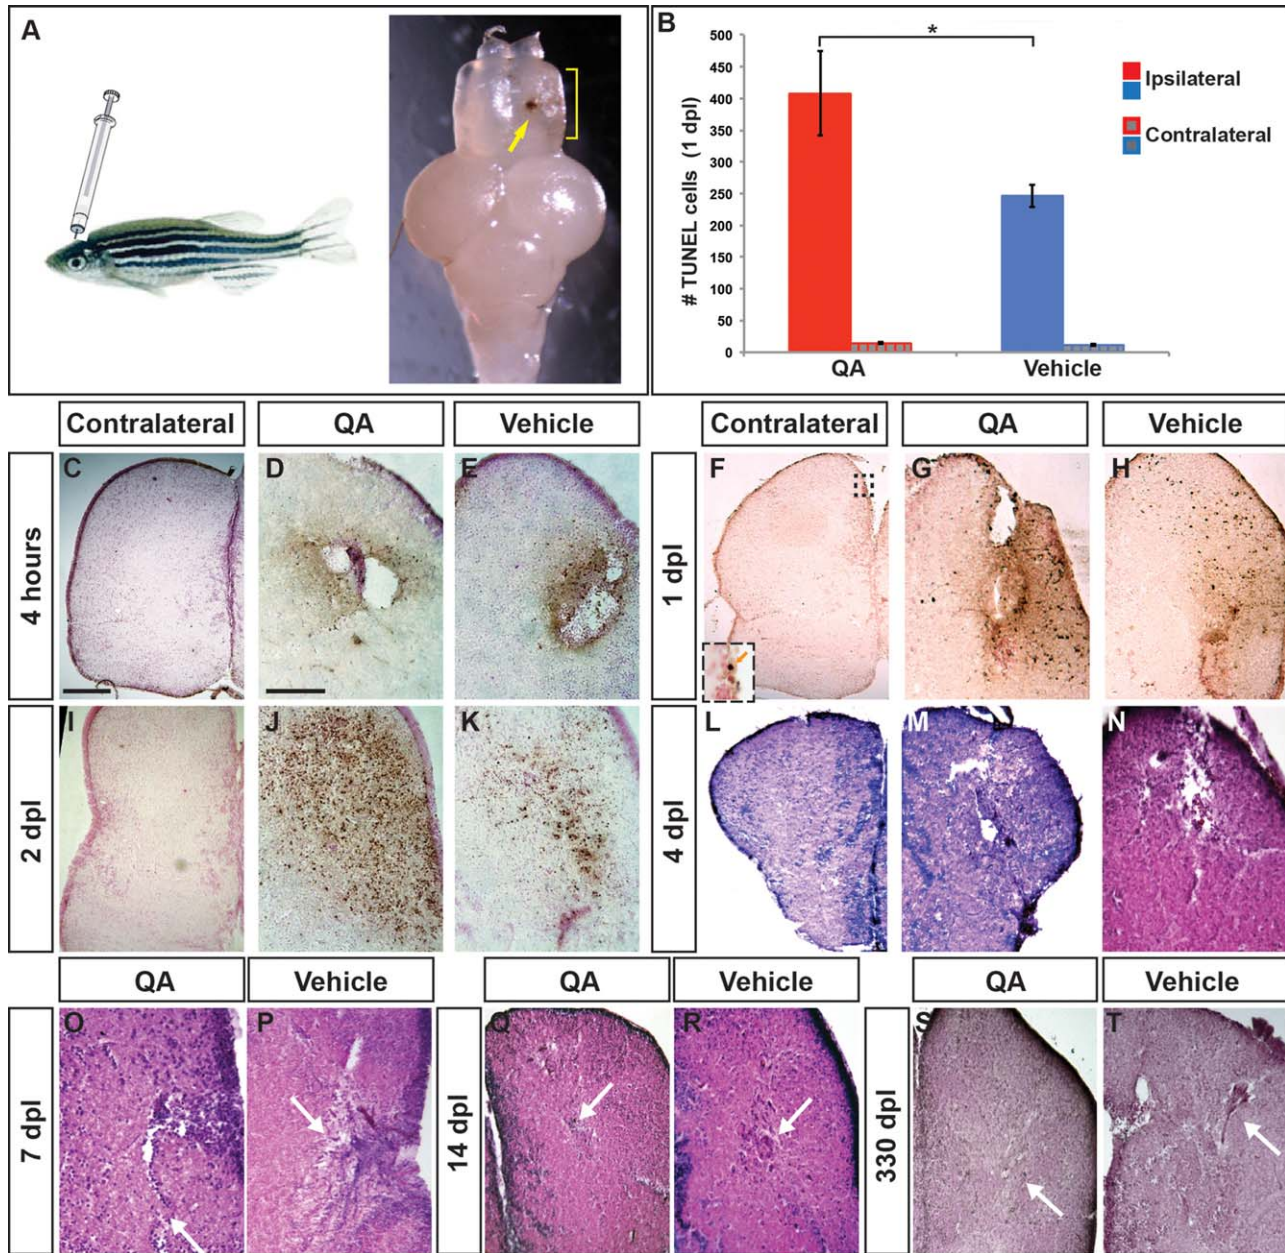 A
B
500
450
400
350
300
250
200
150
100
50
0
# TUNEL cells (1 dpl)
*
Ipsilateral
Contralateral
QA
Vehicle
Contralateral
QA
Vehicle
Contralateral
QA
Vehicle
4 hours
C
D
E
1 dpl
F
G
H
2 dpl
I
J
K
4 dpl
L
M
N
QA
Vehicle
QA
Vehicle
QA
Vehicle
7 dpl
O
P
14 dpl
Q
R
330 dpl
S
T